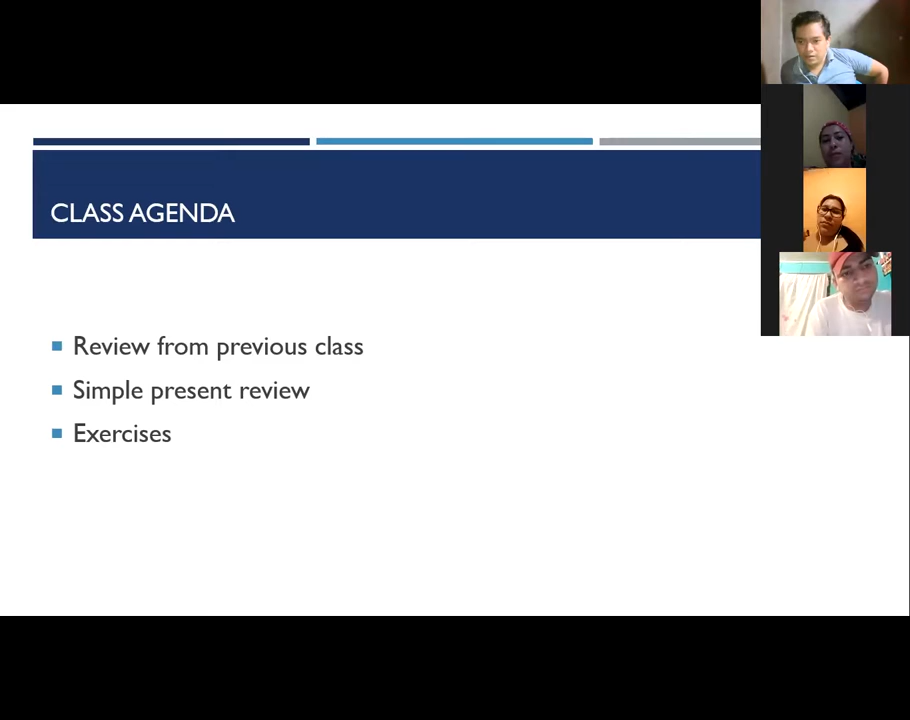 CLASS AGENDA
Review from previous class
Simple present review
Exercises